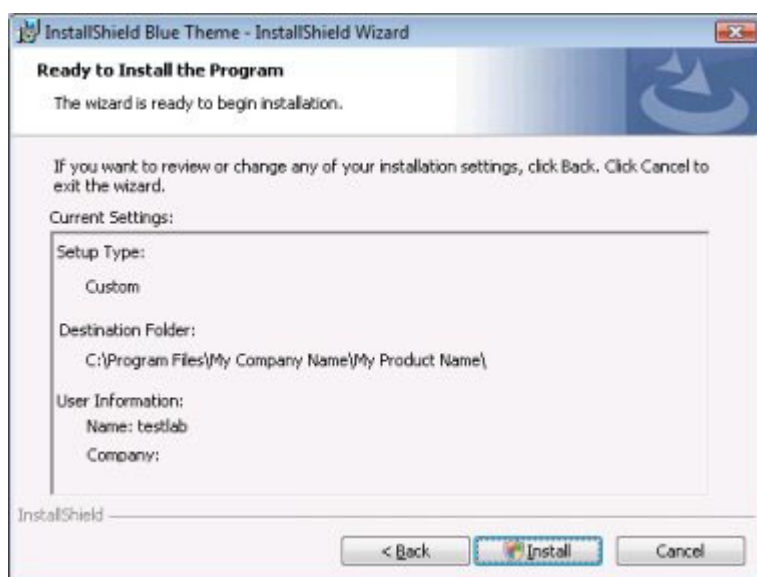 InstallShield Blue Theme - InstallShield Wizard
Ready to Install the Program
The wizard is ready to begin installation.
If you want to review or change any of your installation settings, click Back. Click Cancel to
exit the wizard.
Current Settings:
Setup Type:
Custom
Destination Folder:
C:\Program Files\My Company Name\My Product Name\
User Information:
Name: testlab
Company:
InstallShield
< Back
Install
Cancel